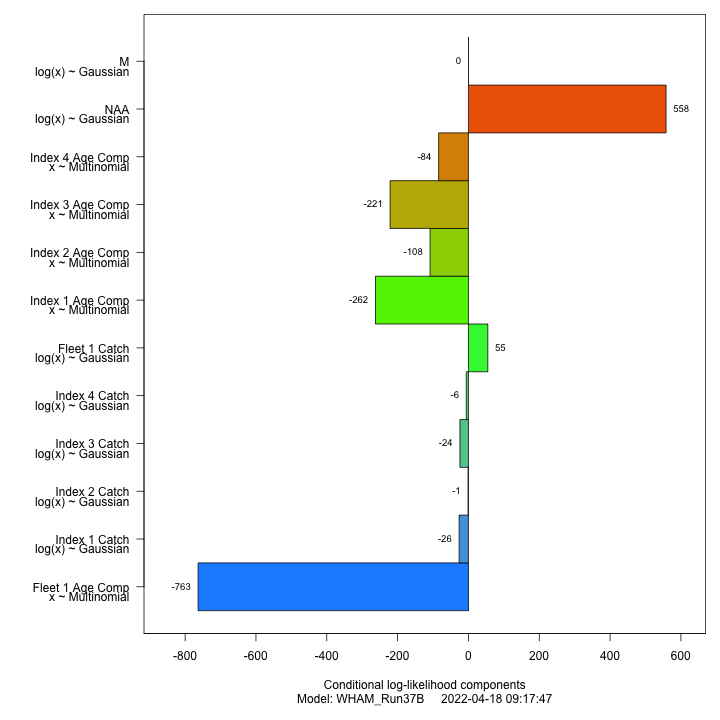 M
log(x) ~ Gaussian
0
NAA
log(x) ~ Gaussian
558
Index 4 Age Comp
x ~ Multinomial
-84
Index 3 Age Comp
x ~ Multinomial
-221
Index 2 Age Comp
x ~ Multinomial
-108
Index 1 Age Comp
x ~ Multinomial
-262
Fleet 1 Catch
log(x) ~ Gaussian
55
Index 4 Catch
log(x) ~ Gaussian
-6
Index 3 Catch
log(x) ~ Gaussian
-24
Index 2 Catch
log(x) ~ Gaussian
-1
Index 1 Catch
log(x) ~ Gaussian
-26
Fleet 1 Age Comp
x ~ Multinomial
-763
-800 -600 -400 -200 0 200 400 600
Conditional log-likelihood components
Model: WHAM_Run37B 2022-04-18 09:17:47